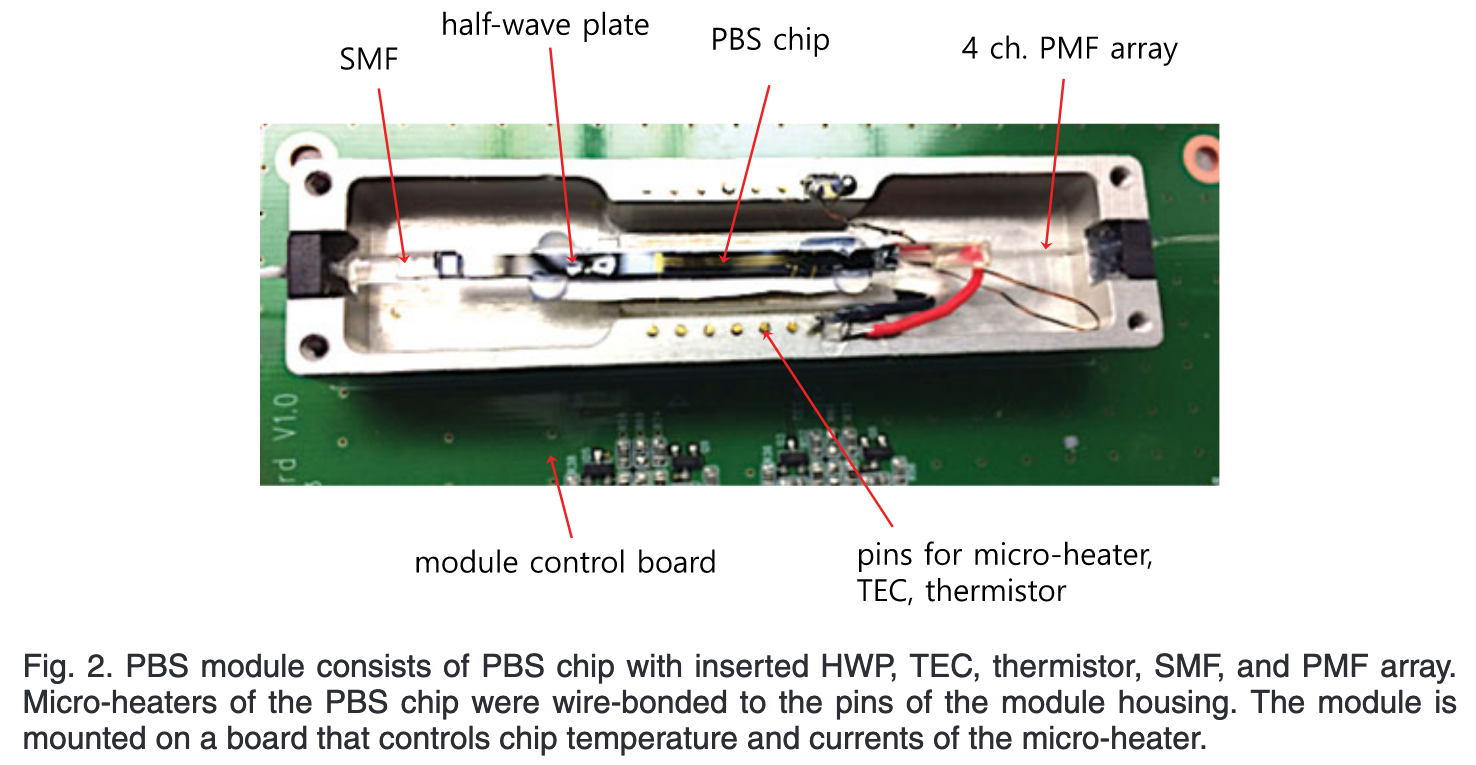 half-wave plate
SMF
PBS chip
4 ch. PMF array
rd V1.0
module control board
pins for micro-heater,
TEC, thermistor
Fig. 2. PBS module consists of PBS chip with inserted HWP, TEC, thermistor, SMF, and PMF array.
Micro-heaters of the PBS chip were wire-bonded to the pins of the module housing. The module is
mounted on a board that controls chip temperature and currents of the micro-heater.